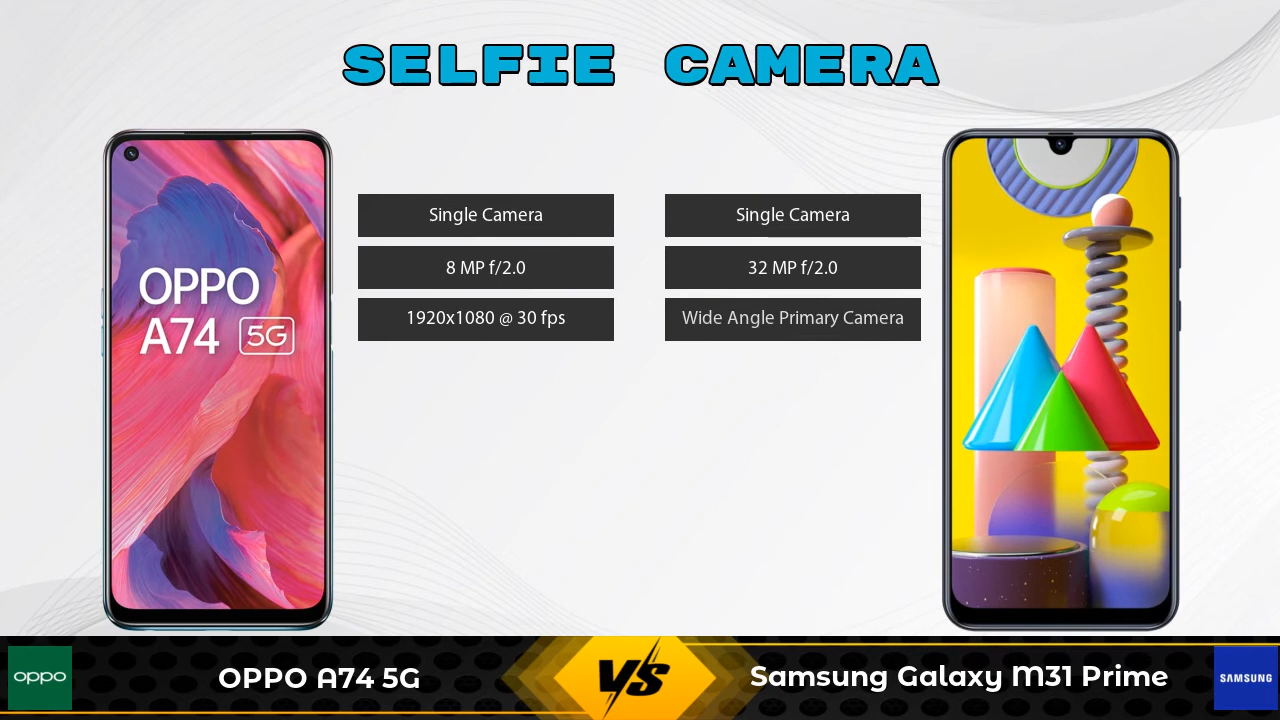 SELFIE CAMERA
OPPO
A74 5G
Single Camera
8 MP f/2.0
1920x1080 @ 30 fps
Single Camera
32 MP f/2.0
Wide Angle Primary Camera
oppo
OPPO A74 5G
VS
Samsung Galaxy M31 Prime
SAMSUNG